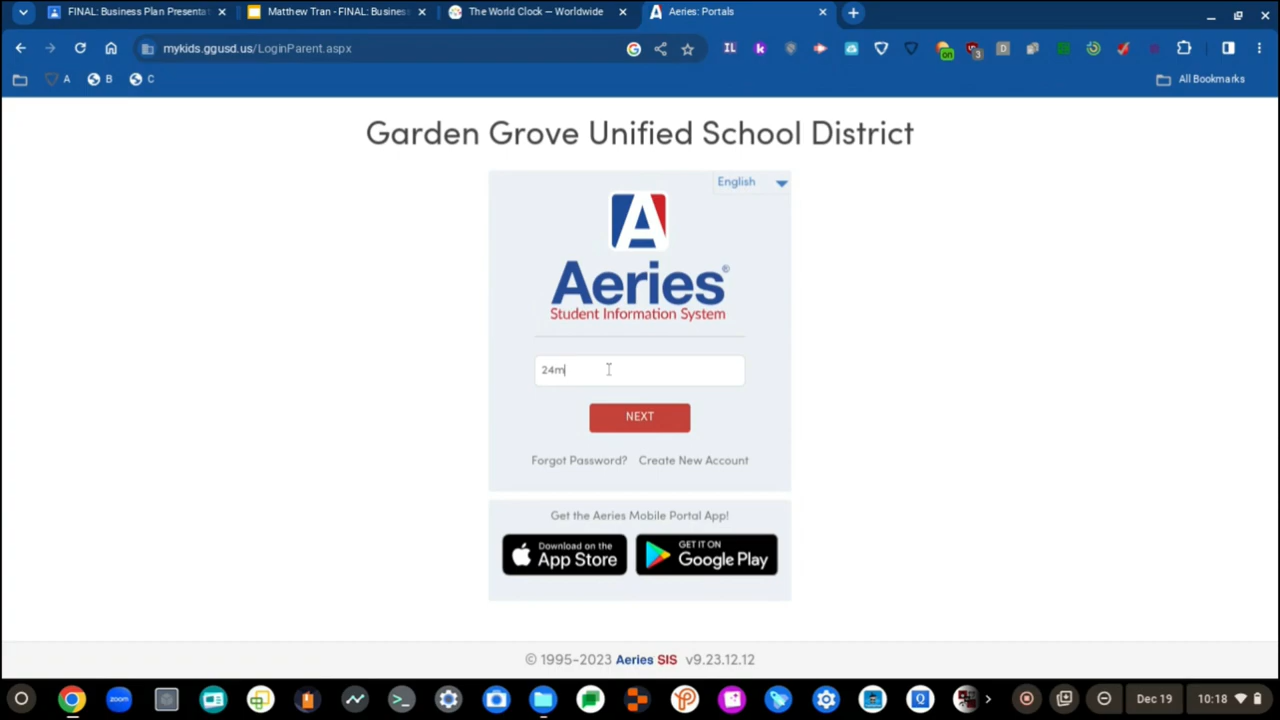 FINAL: Business Plan Presentat
Matthew Tran - FINAL: Business
The World Clock — Worldwide
Aeries: Portals
mykids.ggusd.us/LoginParent.aspx
A
B
C
All Bookmarks
Garden Grove Unified School District
English
Aeries®
Student Information System
24m
NEXT
Forgot Password? Create New Account
Get the Aeries Mobile Portal App!
Download on the
App Store
GET IT ON
Google Play
© 1995-2023 Aeries SIS v9.23.12.12
zoom
Dec 19
10:18